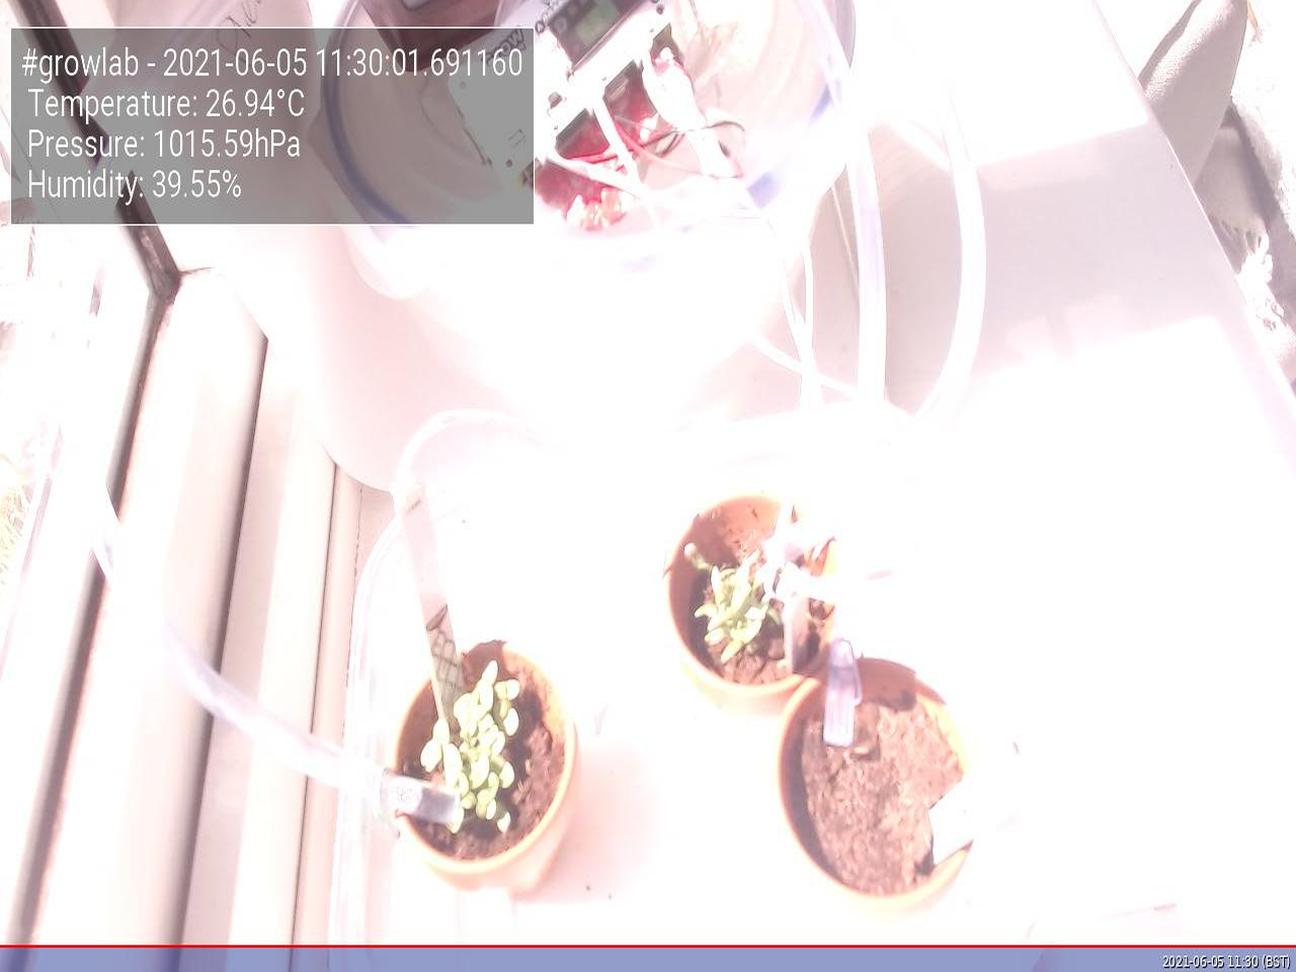 #growlab - 2021-06-05 11:30:01.691160
Temperature: 26.94°C
Pressure: 1015.59hPa
Humidity: 39.55%
2021-06-05 11:30 (BST)